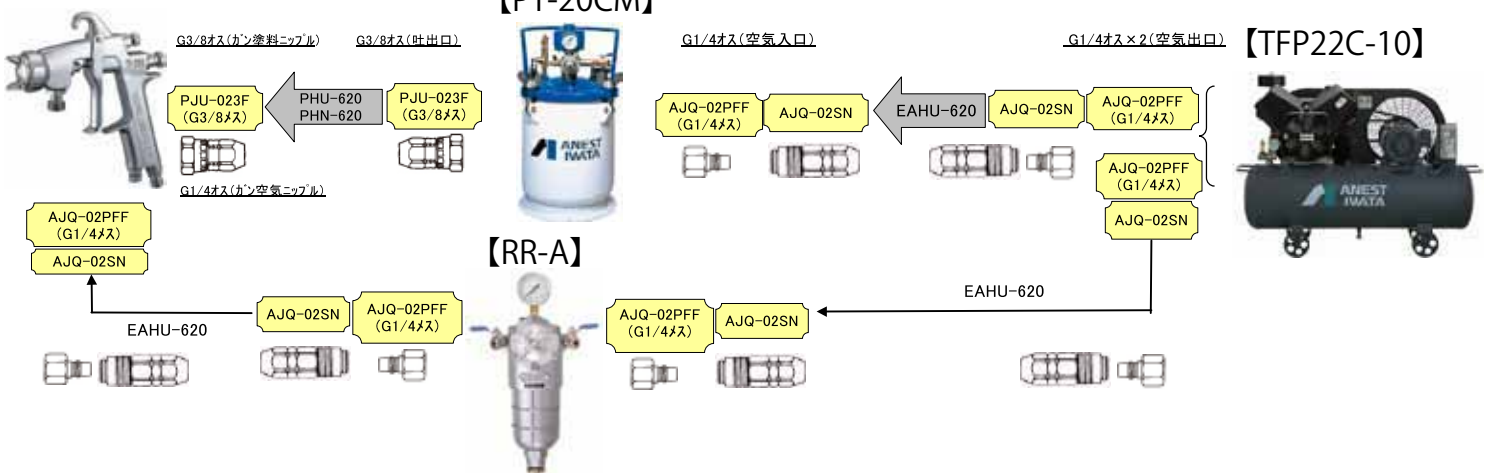 【PT-20CM】
G3/8オス(ガン塗料ニップル)
G3/8オス(吐出口)
G1/4オス(空気入口)
G1/4オス×2(空気出口)
【TFP22C-10】
PJU-023F
(G3/8メス)
PHU-620
PHN-620
PJU-023F
(G3/8メス)
AJQ-02PFF
(G1/4メス)
AJQ-02SN
EAHU-620
AJQ-02SN
AJQ-02PFF
(G1/4メス)
ANEST
IWATA
AJQ-02PFF
(G1/4メス)
AJQ-02SN
ANEST
IWATA
G1/4オス(ガン空気ニップル)
AJQ-02PFF
(G1/4メス)
AJQ-02SN
EAHU-620
AJQ-02SN
AJQ-02PFF
(G1/4メス)
【RR-A】
AJQ-02PFF
(G1/4メス)
AJQ-02SN
EAHU-620